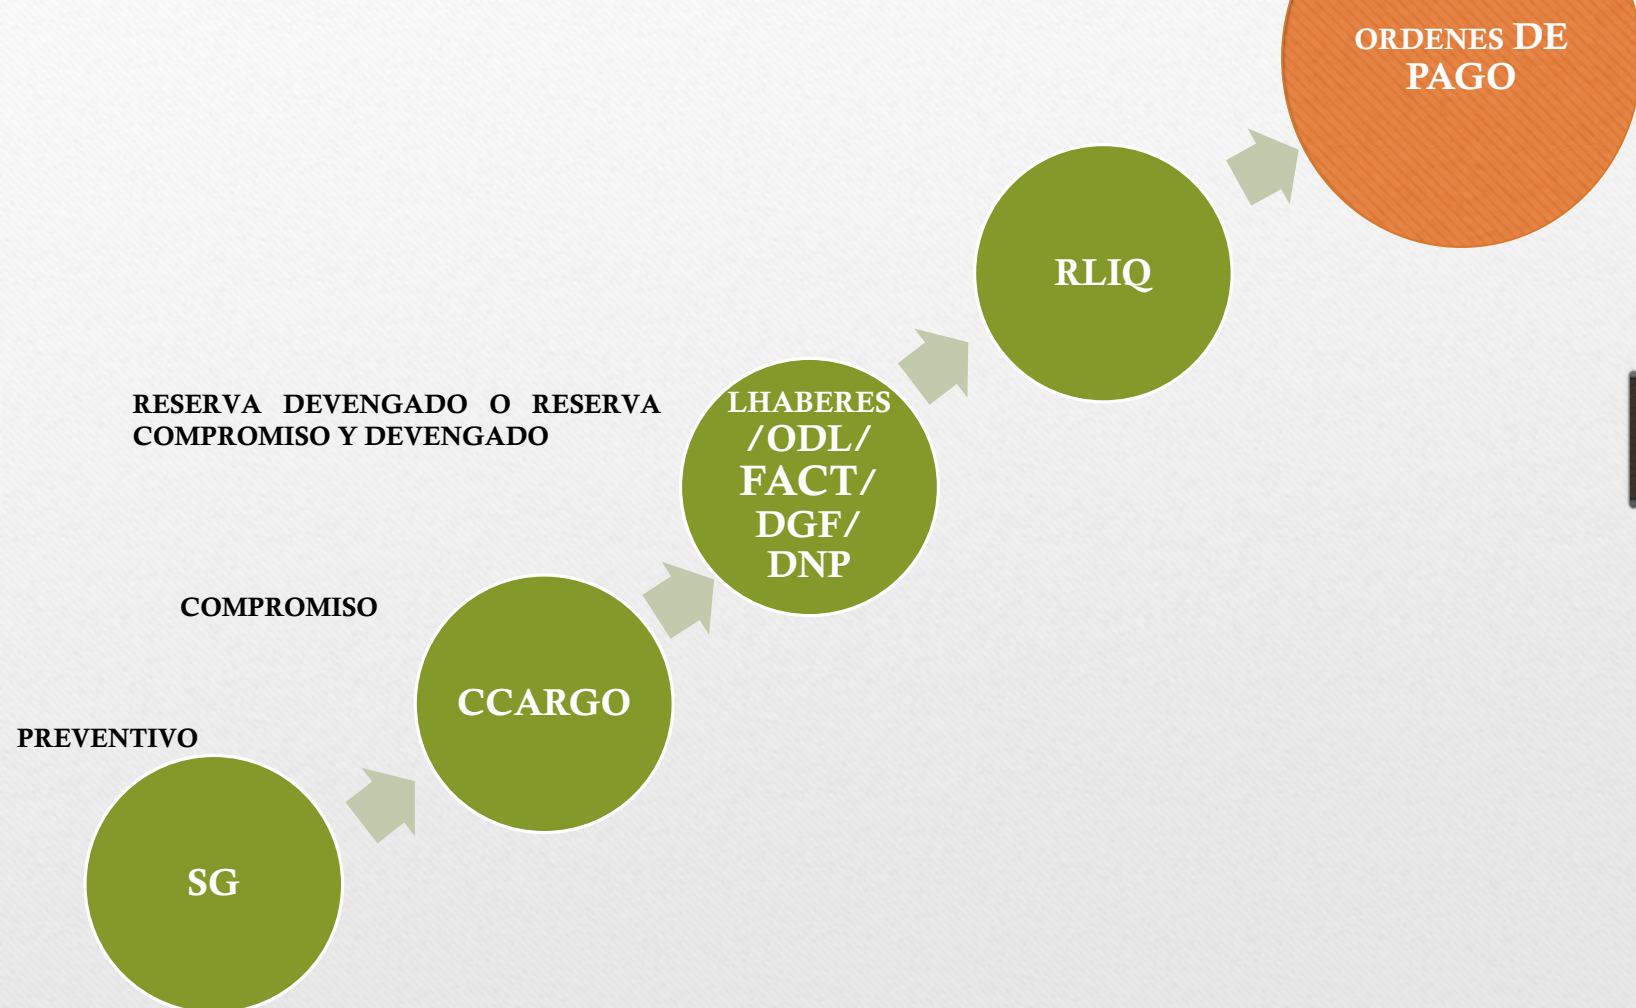 ORDENES DE
PAGO
RLIQ
RESERVA DEVENGADO O RESERVA
COMPROMISO Y DEVENGADO
LHABERES
/ODL/
FACT/
DGF/
DNP
COMPROMISO
CCARGO
PREVENTIVO
SG